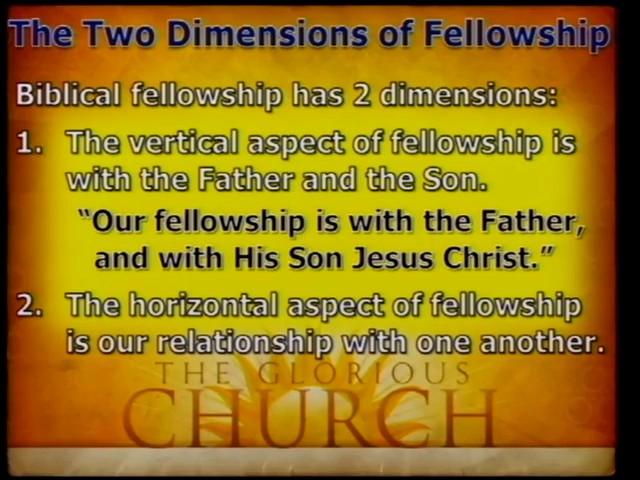 The Two Dimensions of Fellowship
Biblical fellowship has 2 dimensions:
1. The vertical aspect of fellowship is
with the Father and the Son.
“Our fellowship is with the Father,
and with His Son Jesus Christ.”
2. The horizontal aspect of fellowship
is our relationship with one another.
THE GLORIOUS
CHURCH